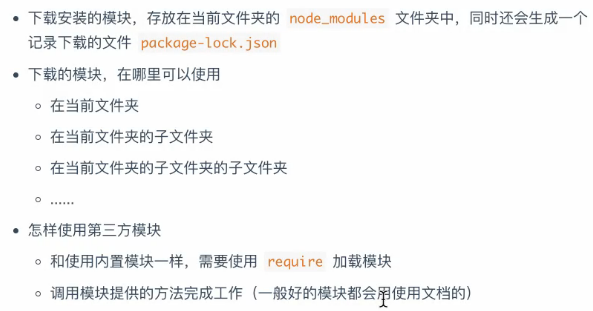 下载安装的模块，存放在当前文件夹的 node_modules 文件夹中，同时还会生成一个
记录下载的文件 package-lock.json
下载的模块，在哪里可以使用
在当前文件夹
在当前文件夹的子文件夹
在当前文件夹的子文件夹的子文件夹
......
怎样使用第三方模块
和使用内置模块一样，需要使用 require 加载模块
调用模块提供的方法完成工作（一般好的模块都会用使用文档的）